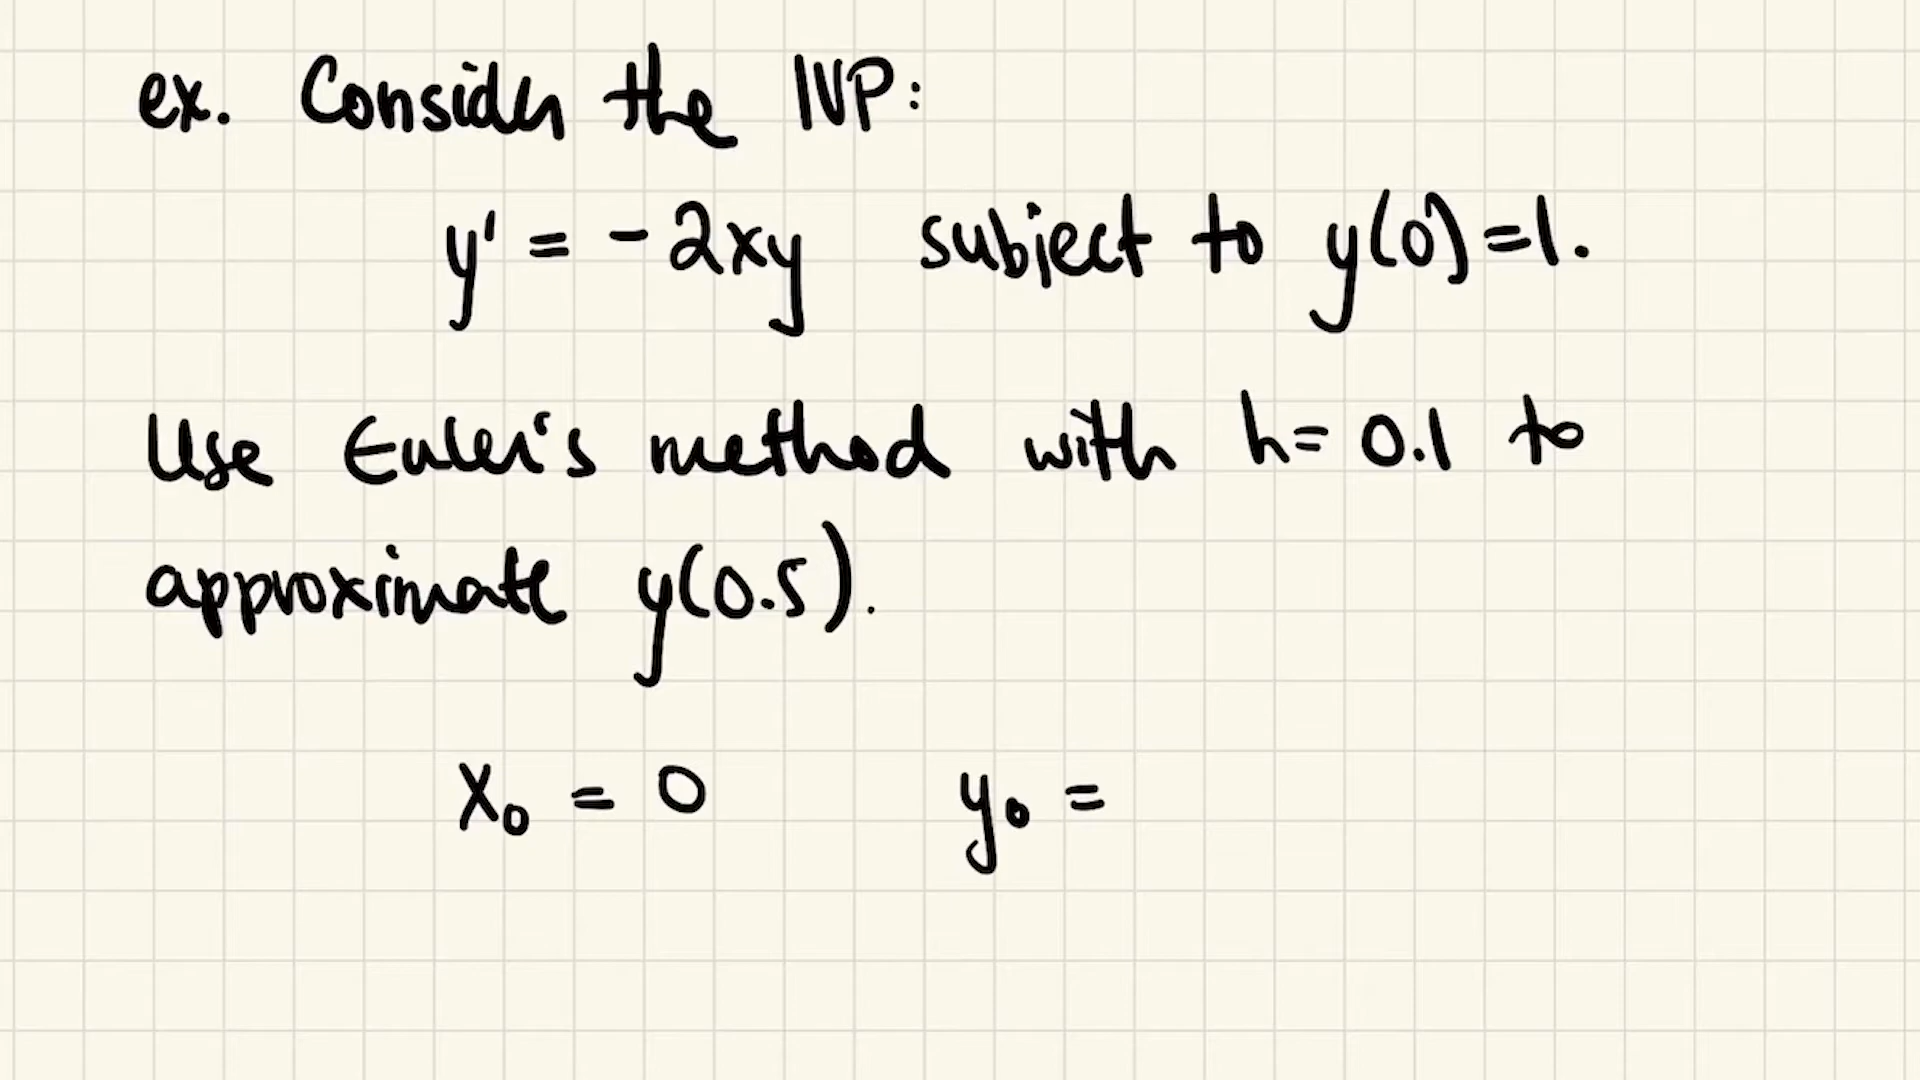 ex. Consider the IVP:
y' = -2xy subject to y(0)=1.
Use Euler's method with h= 0.1 to
approximate y(0.5).
x₀ = 0 y₀ =